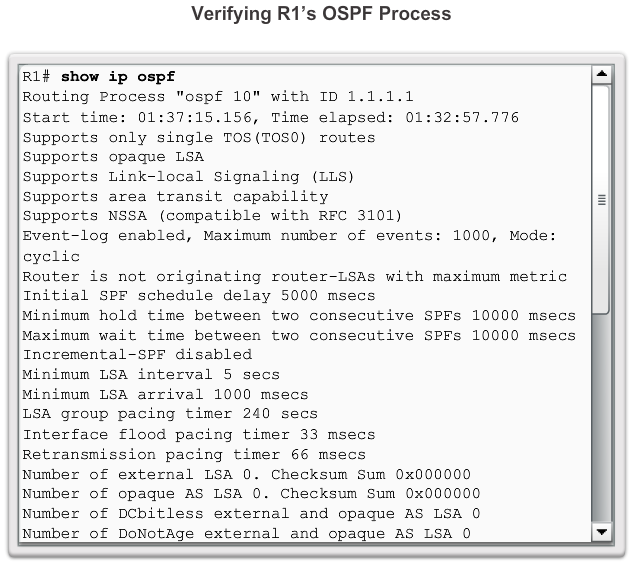 Verifying R1’s OSPF Process
R1# show ip ospf
Routing Process "ospf 10" with ID 1.1.1.1
Start time: 01:37:15.156, Time elapsed: 01:32:57.776
Supports only single TOS(TOS0) routes
Supports opaque LSA
Supports Link-local Signaling (LLS)
Supports area transit capability
Supports NSSA (compatible with RFC 3101)
Event-log enabled, Maximum number of events: 1000, Mode:
cyclic
Router is not originating router-LSAs with maximum metric
Initial SPF schedule delay 5000 msecs
Minimum hold time between two consecutive SPFs 10000 msecs
Maximum wait time between two consecutive SPFs 10000 msecs
Incremental-SPF disabled
Minimum LSA interval 5 secs
Minimum LSA arrival 1000 msecs
LSA group pacing timer 240 secs
Interface flood pacing timer 33 msecs
Retransmission pacing timer 66 msecs
Number of external LSA 0. Checksum Sum 0x000000
Number of opaque AS LSA 0. Checksum Sum 0x000000
Number of DCbitless external and opaque AS LSA 0
Number of DoNotAge external and opaque AS LSA 0